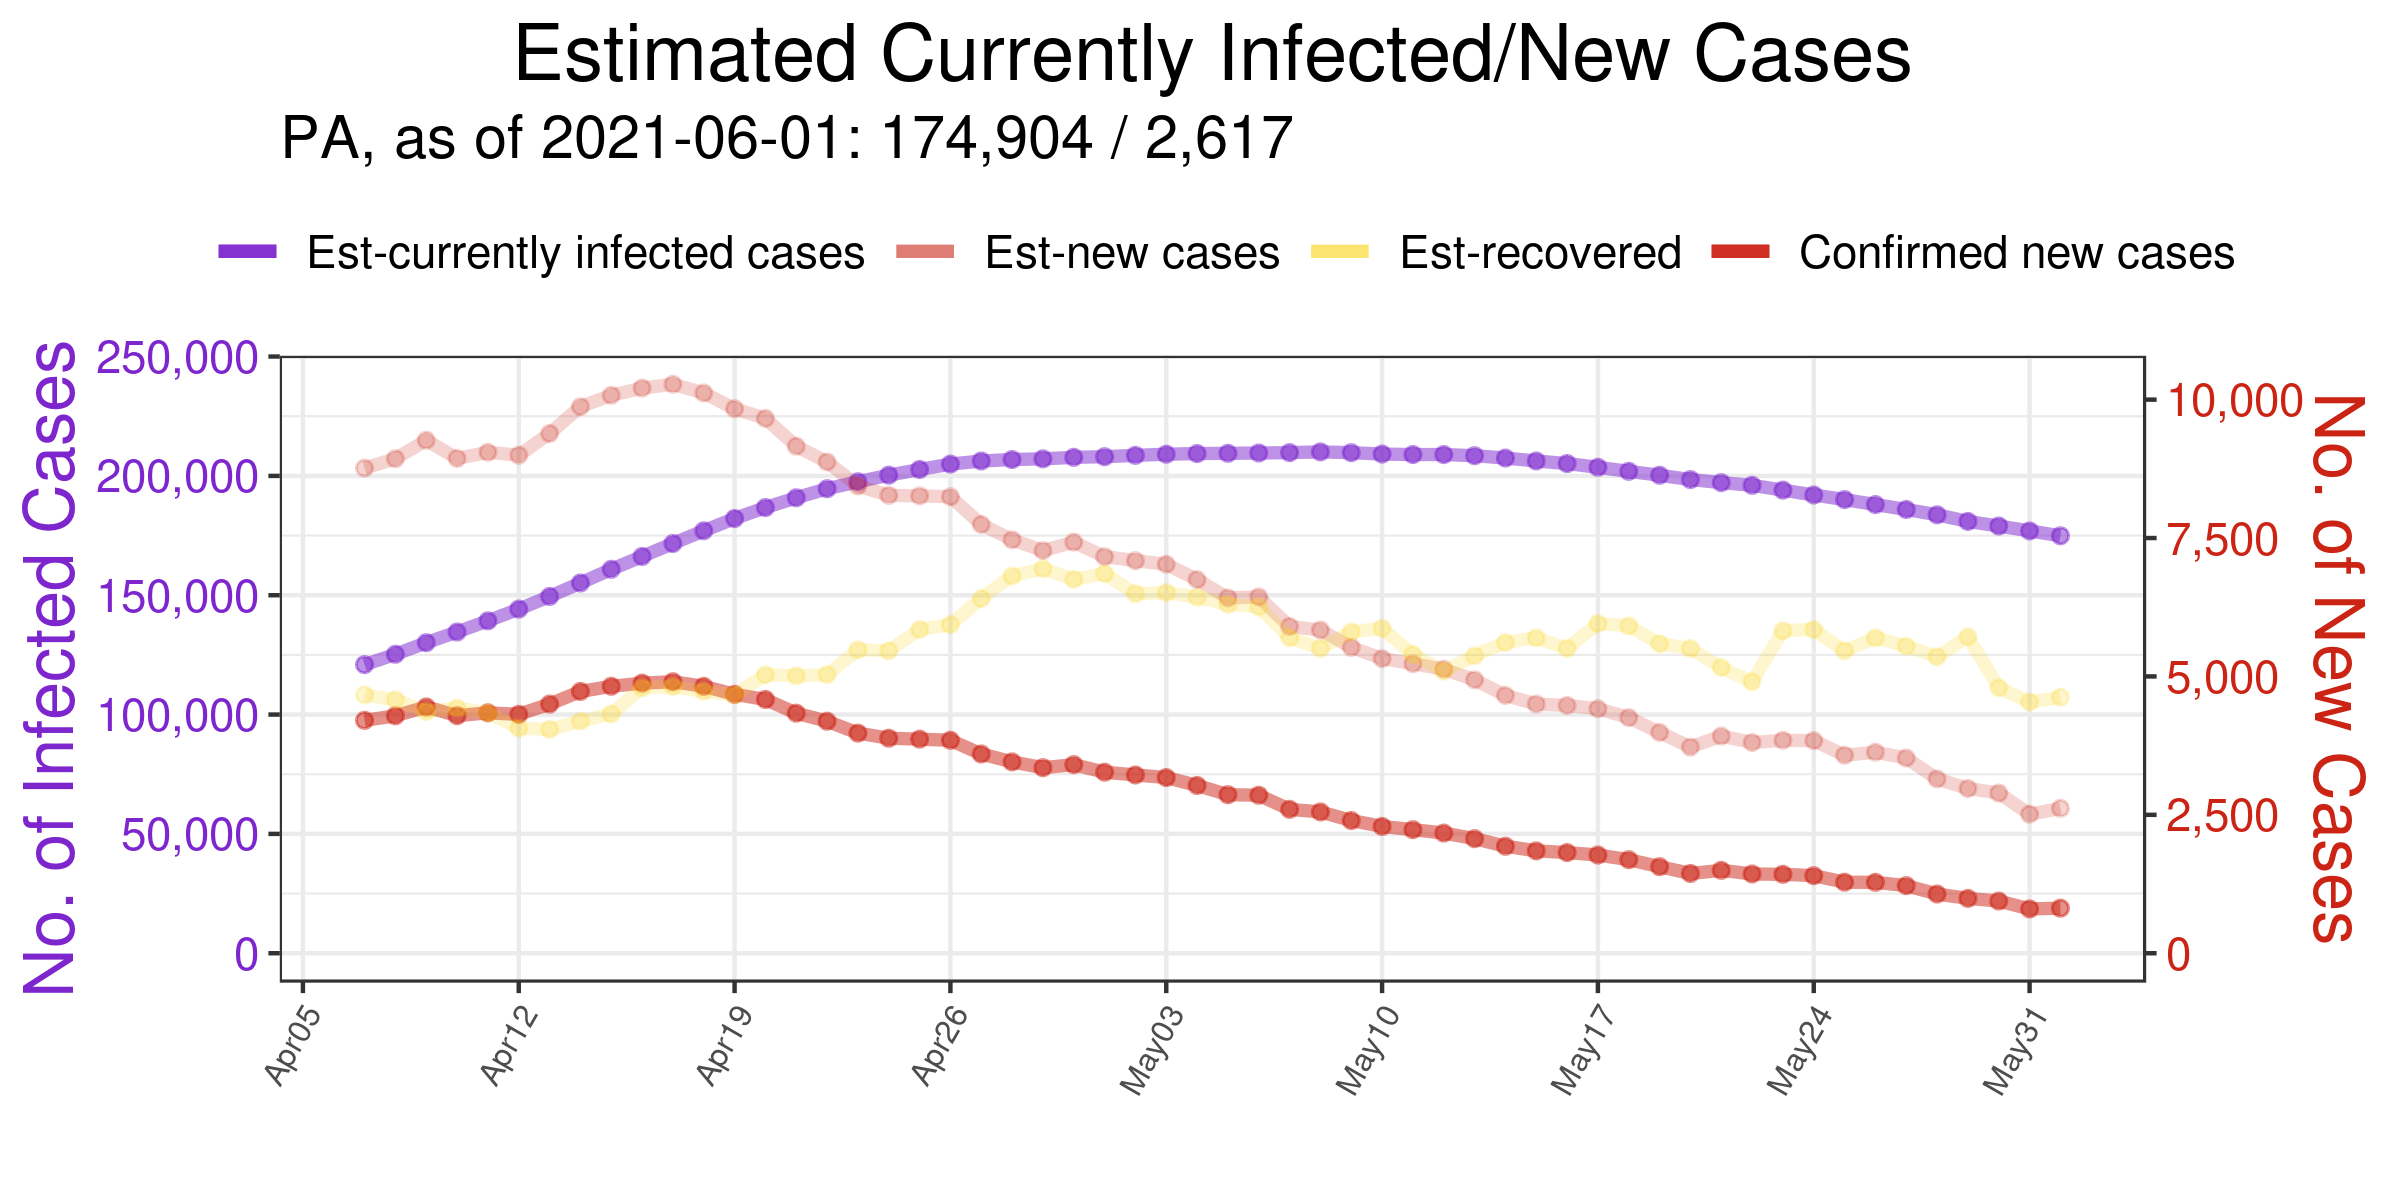 Estimated Currently Infected/New Cases
PA, as of 2021-06-01: 174,904 / 2,617
Est-currently infected cases Est-new cases Est-recovered Confirmed new cases
No. of Infected Cases
250,000
200,000
150,000
100,000
50,000
0
10,000
7,500
5,000
2,500
0
No. of New Cases
Apr05 Apr12 Apr19 Apr26 May03 May10 May17 May24 May31